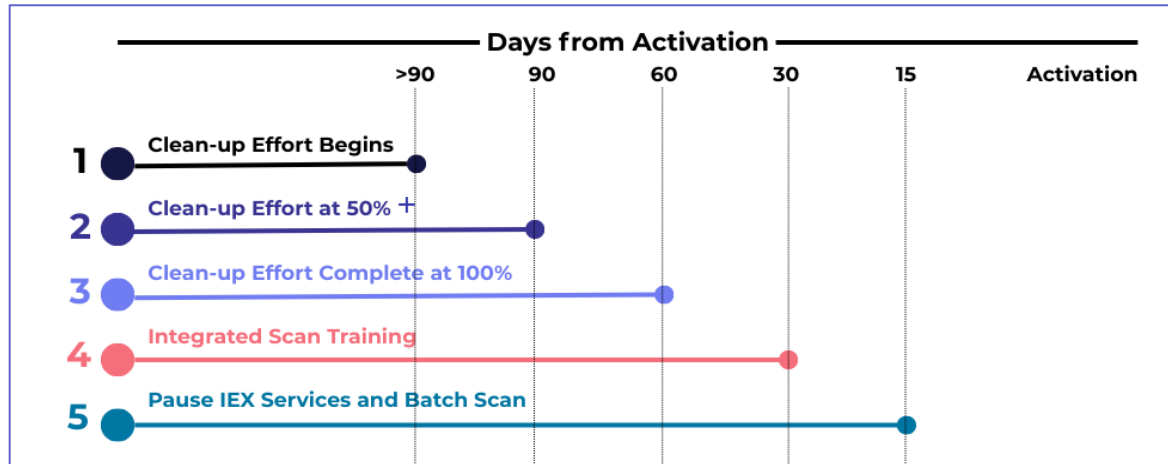 Days from Activation
>90 90 60 30 15 Activation
1 Clean-up Effort Begins
2 Clean-up Effort at 50% +
3 Clean-up Effort Complete at 100%
4 Integrated Scan Training
5 Pause IEX Services and Batch Scan